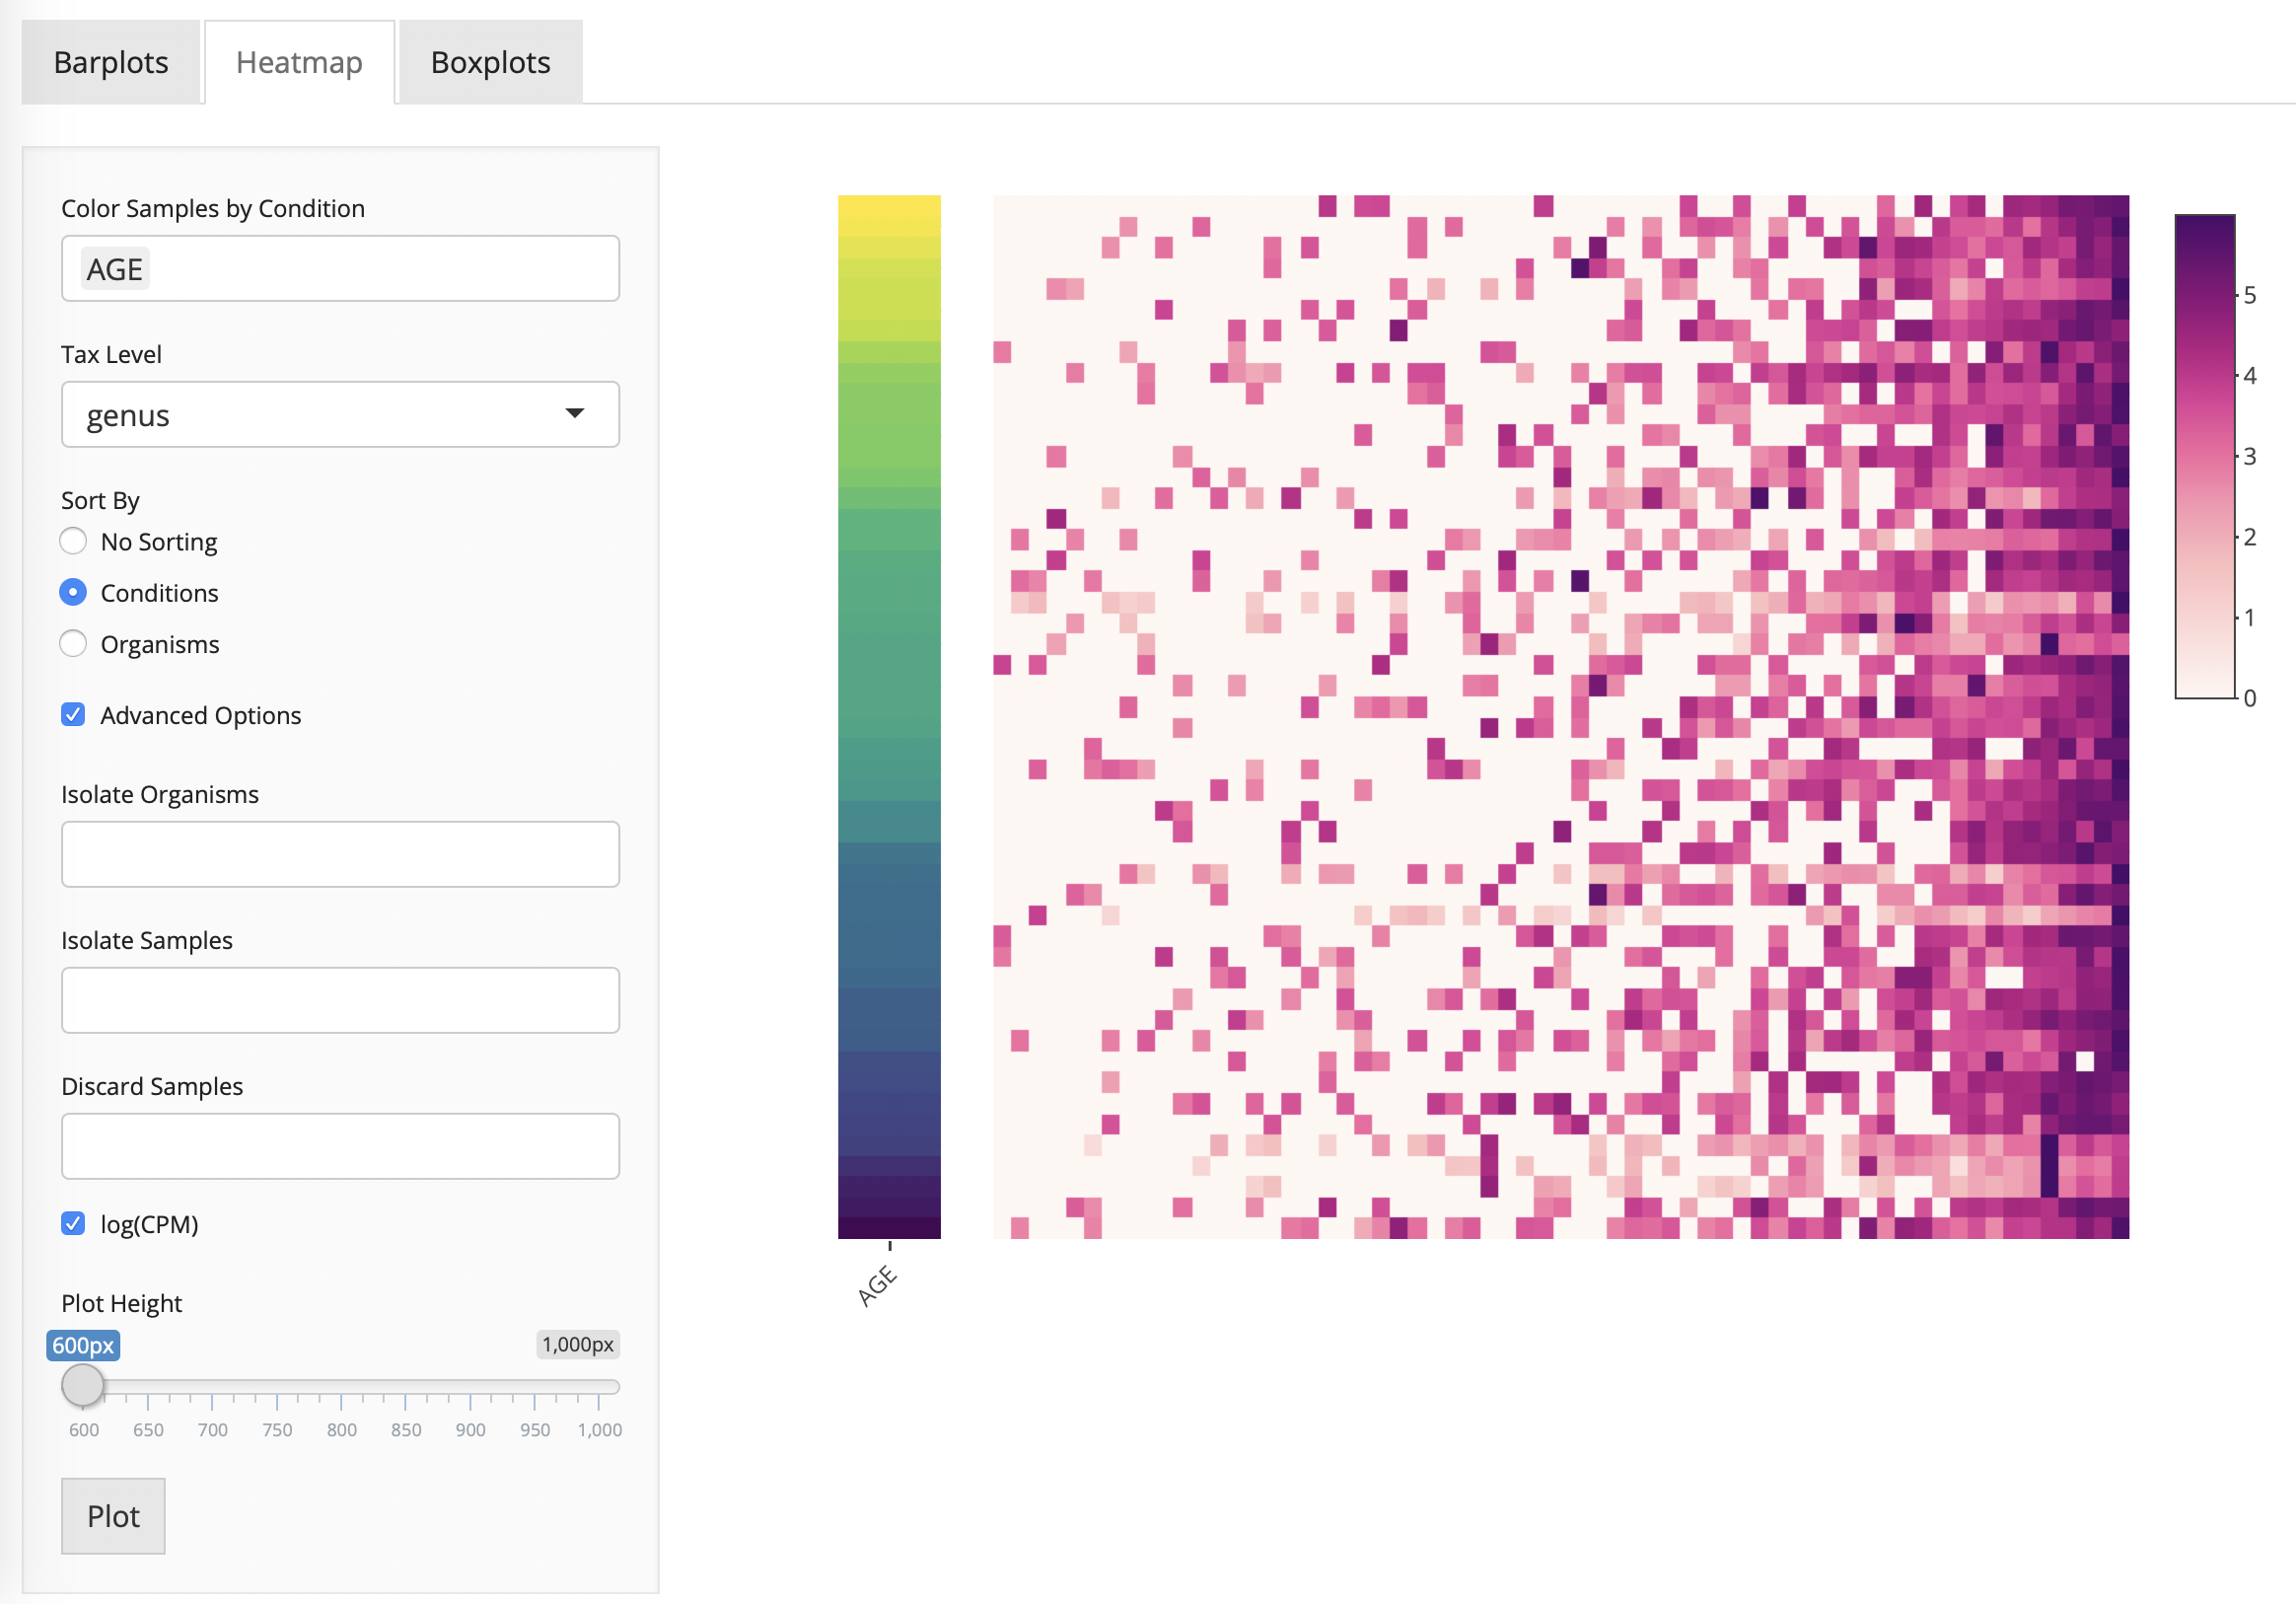 Barplots Heatmap Boxplots
Color Samples by Condition
AGE
Tax Level
genus
Sort By
No Sorting
Conditions
Organisms
Advanced Options
Isolate Organisms
Isolate Samples
Discard Samples
log(CPM)
Plot Height
600px 1,000px
600 650 700 750 800 850 900 950 1,000
Plot
AGE
5
4
3
2
1
0